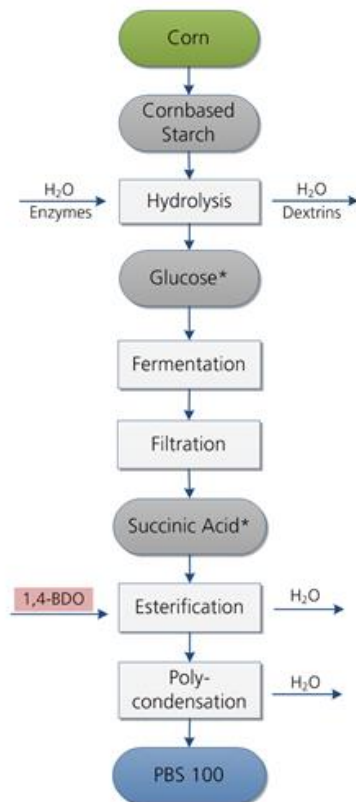 Corn
Cornbased
Starch
H₂O
Enzymes
Hydrolysis
H₂O
Dextrins
Glucose*
Fermentation
Filtration
Succinic Acid*
1,4-BDO
Esterification
H₂O
Poly-
condensation
H₂O
PBS 100